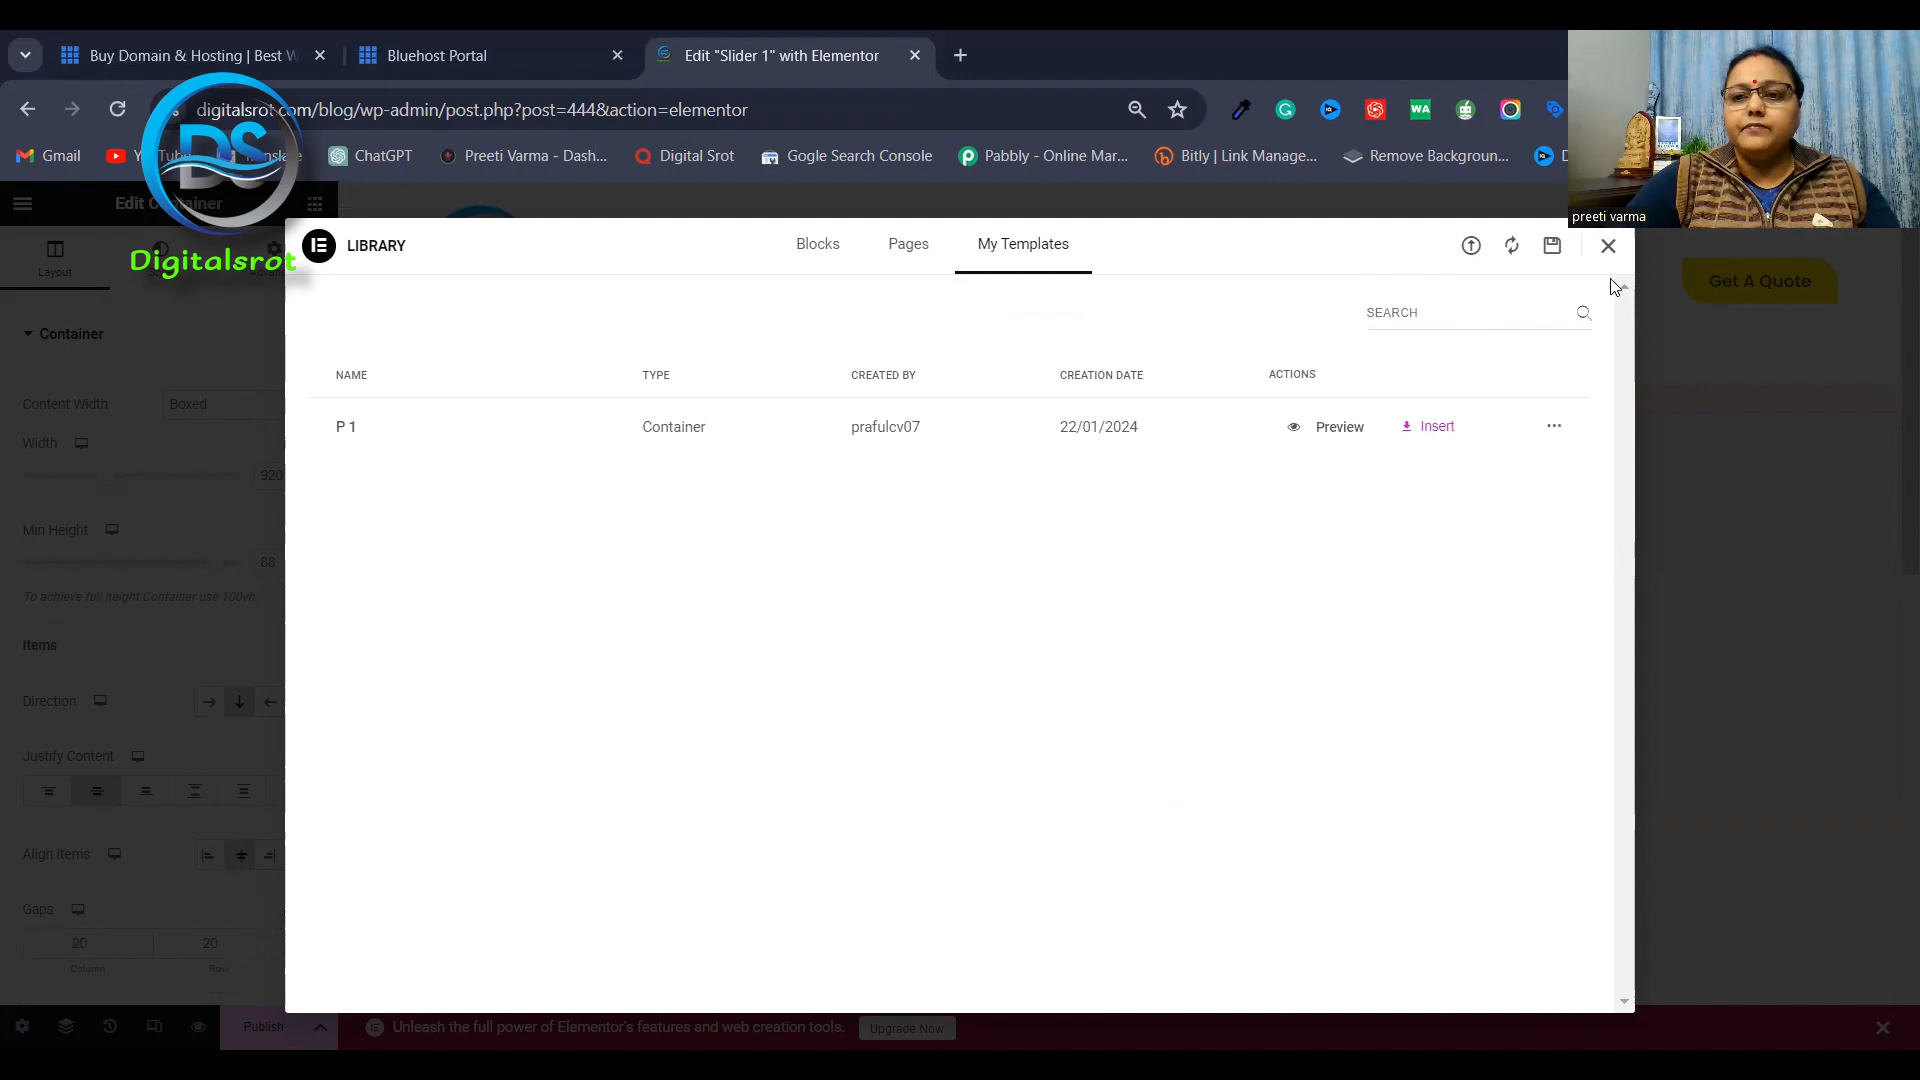 Buy Domain & Hosting | Best W
Bluehost Portal
Edit "Slider 1" with Elementor
digitalsrot.com/blog/wp-admin/post.php?post=444&action=elementor
Gmail
ChatGPT
Preeti Varma - Dash...
Digital Srot
Gogle Search Console
Pabbly - Online Mar...
Bitly | Link Manage...
Remove Backgroun...
WA
preeti varma
DS
Digitalsrot
Layout
LIBRARY
Blocks
Pages
My Templates
Get A Quote
SEARCH
Container
NAME
TYPE
CREATED BY
CREATION DATE
ACTIONS
Content Width
Boxed
P 1
Container
prafulcv07
22/01/2024
Preview
Insert
Width
920
Min Height
88
To achieve full height Container use 100vh
Items
Direction
Justify Content
Align Items
Gaps
20
20
Column
Row
Publish
Unleash the full power of Elementor's features and web creation tools.
Upgrade Now